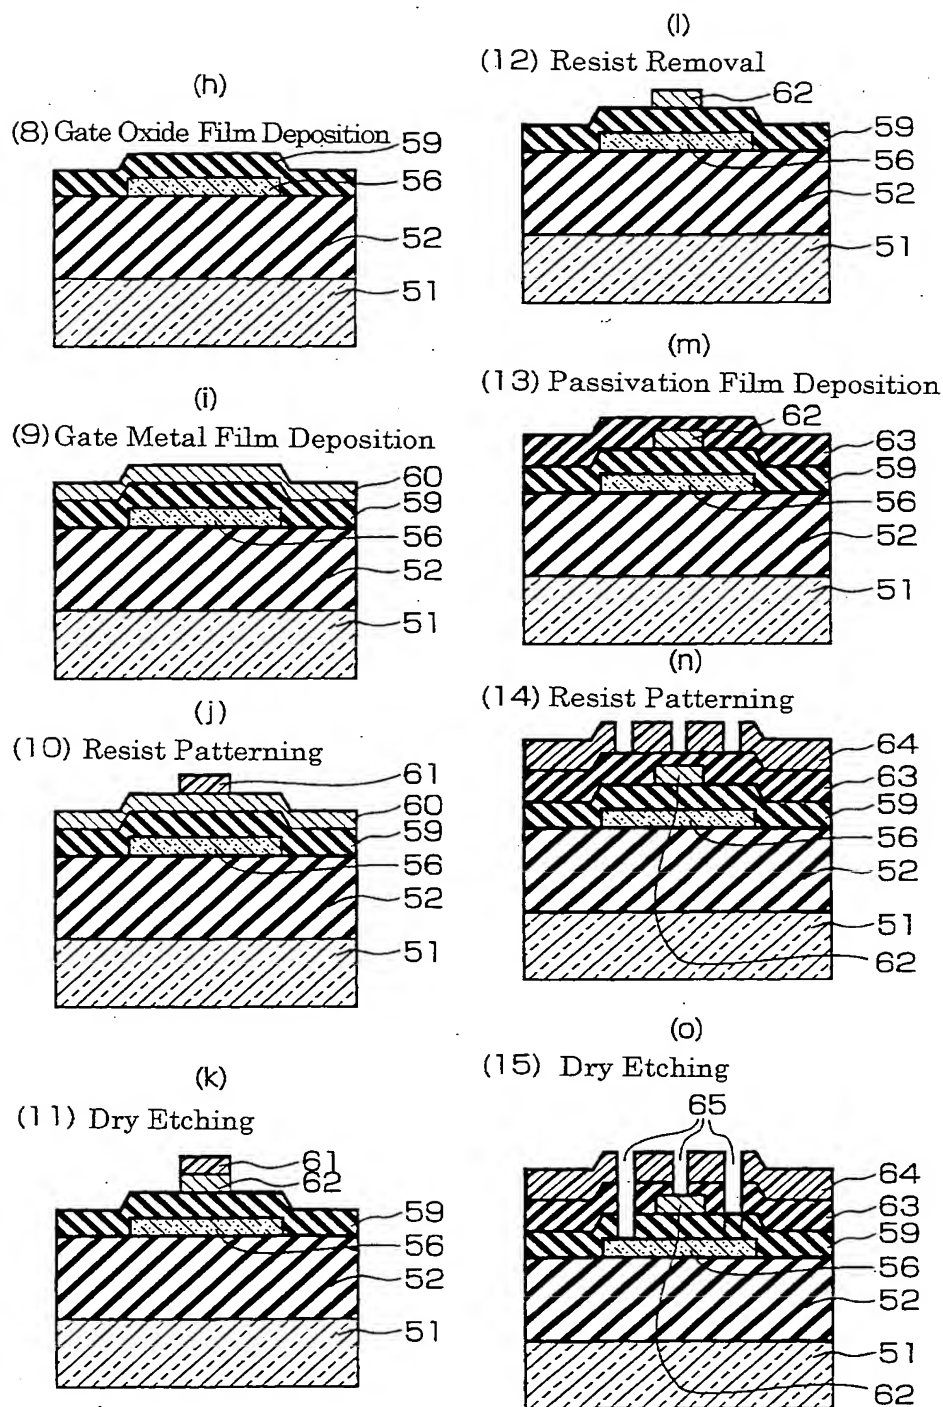 (h)
(8) Gate Oxide Film Deposition
59
56
52
51
(i)
(9) Gate Metal Film Deposition
60
59
56
52
51
(j)
(10) Resist Patterning
61
60
59
56
52
51
(k)
(11) Dry Etching
61
62
59
56
52
51
(l)
(12) Resist Removal
62
59
56
52
51
(m)
(13) Passivation Film Deposition
62
63
59
56
52
51
(n)
(14) Resist Patterning
64
63
59
56
52
51
62
(o)
(15) Dry Etching
65
64
63
59
56
52
51
62